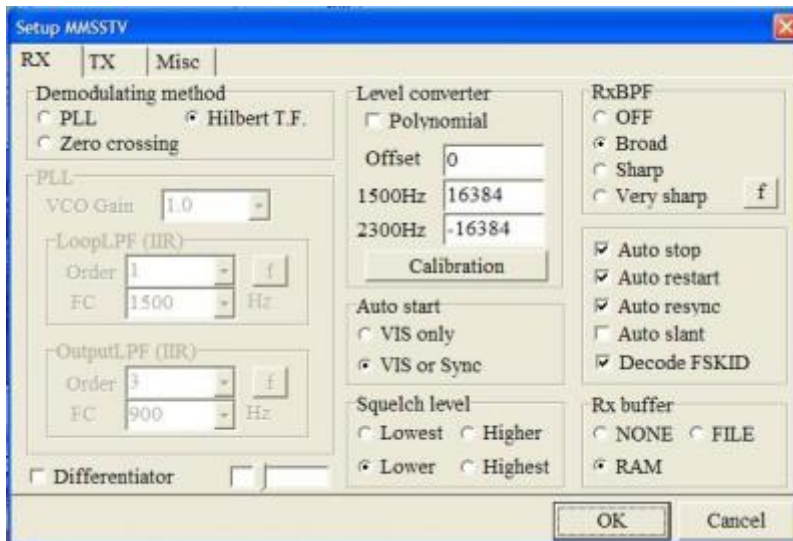 Setup MMSSTV
RX TX Misc
Demodulating method
PLL Hilbert T.F.
Zero crossing
PLL
VCO Gain 1.0
LoopLPF (IIR)
Order 1 f
FC 1500 Hz
OutputLPF (IIR)
Order 3 f
FC 900 Hz
Differentiator
Level converter
Polynomial
Offset 0
1500Hz 16384
2300Hz -16384
Calibration
Auto start
VIS only
VIS or Sync
Squelch level
Lowest Higher
Lower Highest
RxBPF
OFF
Broad
Sharp
Very sharp f
Auto stop
Auto restart
Auto resync
Auto slant
Decode FSKID
Rx buffer
NONE FILE
RAM
OK Cancel